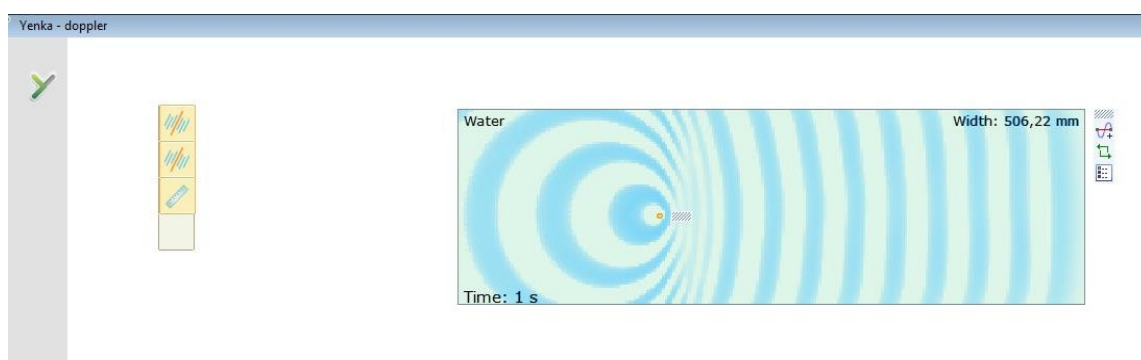 Yenka - doppler
Water
Width: 506,22 mm
Time: 1 s